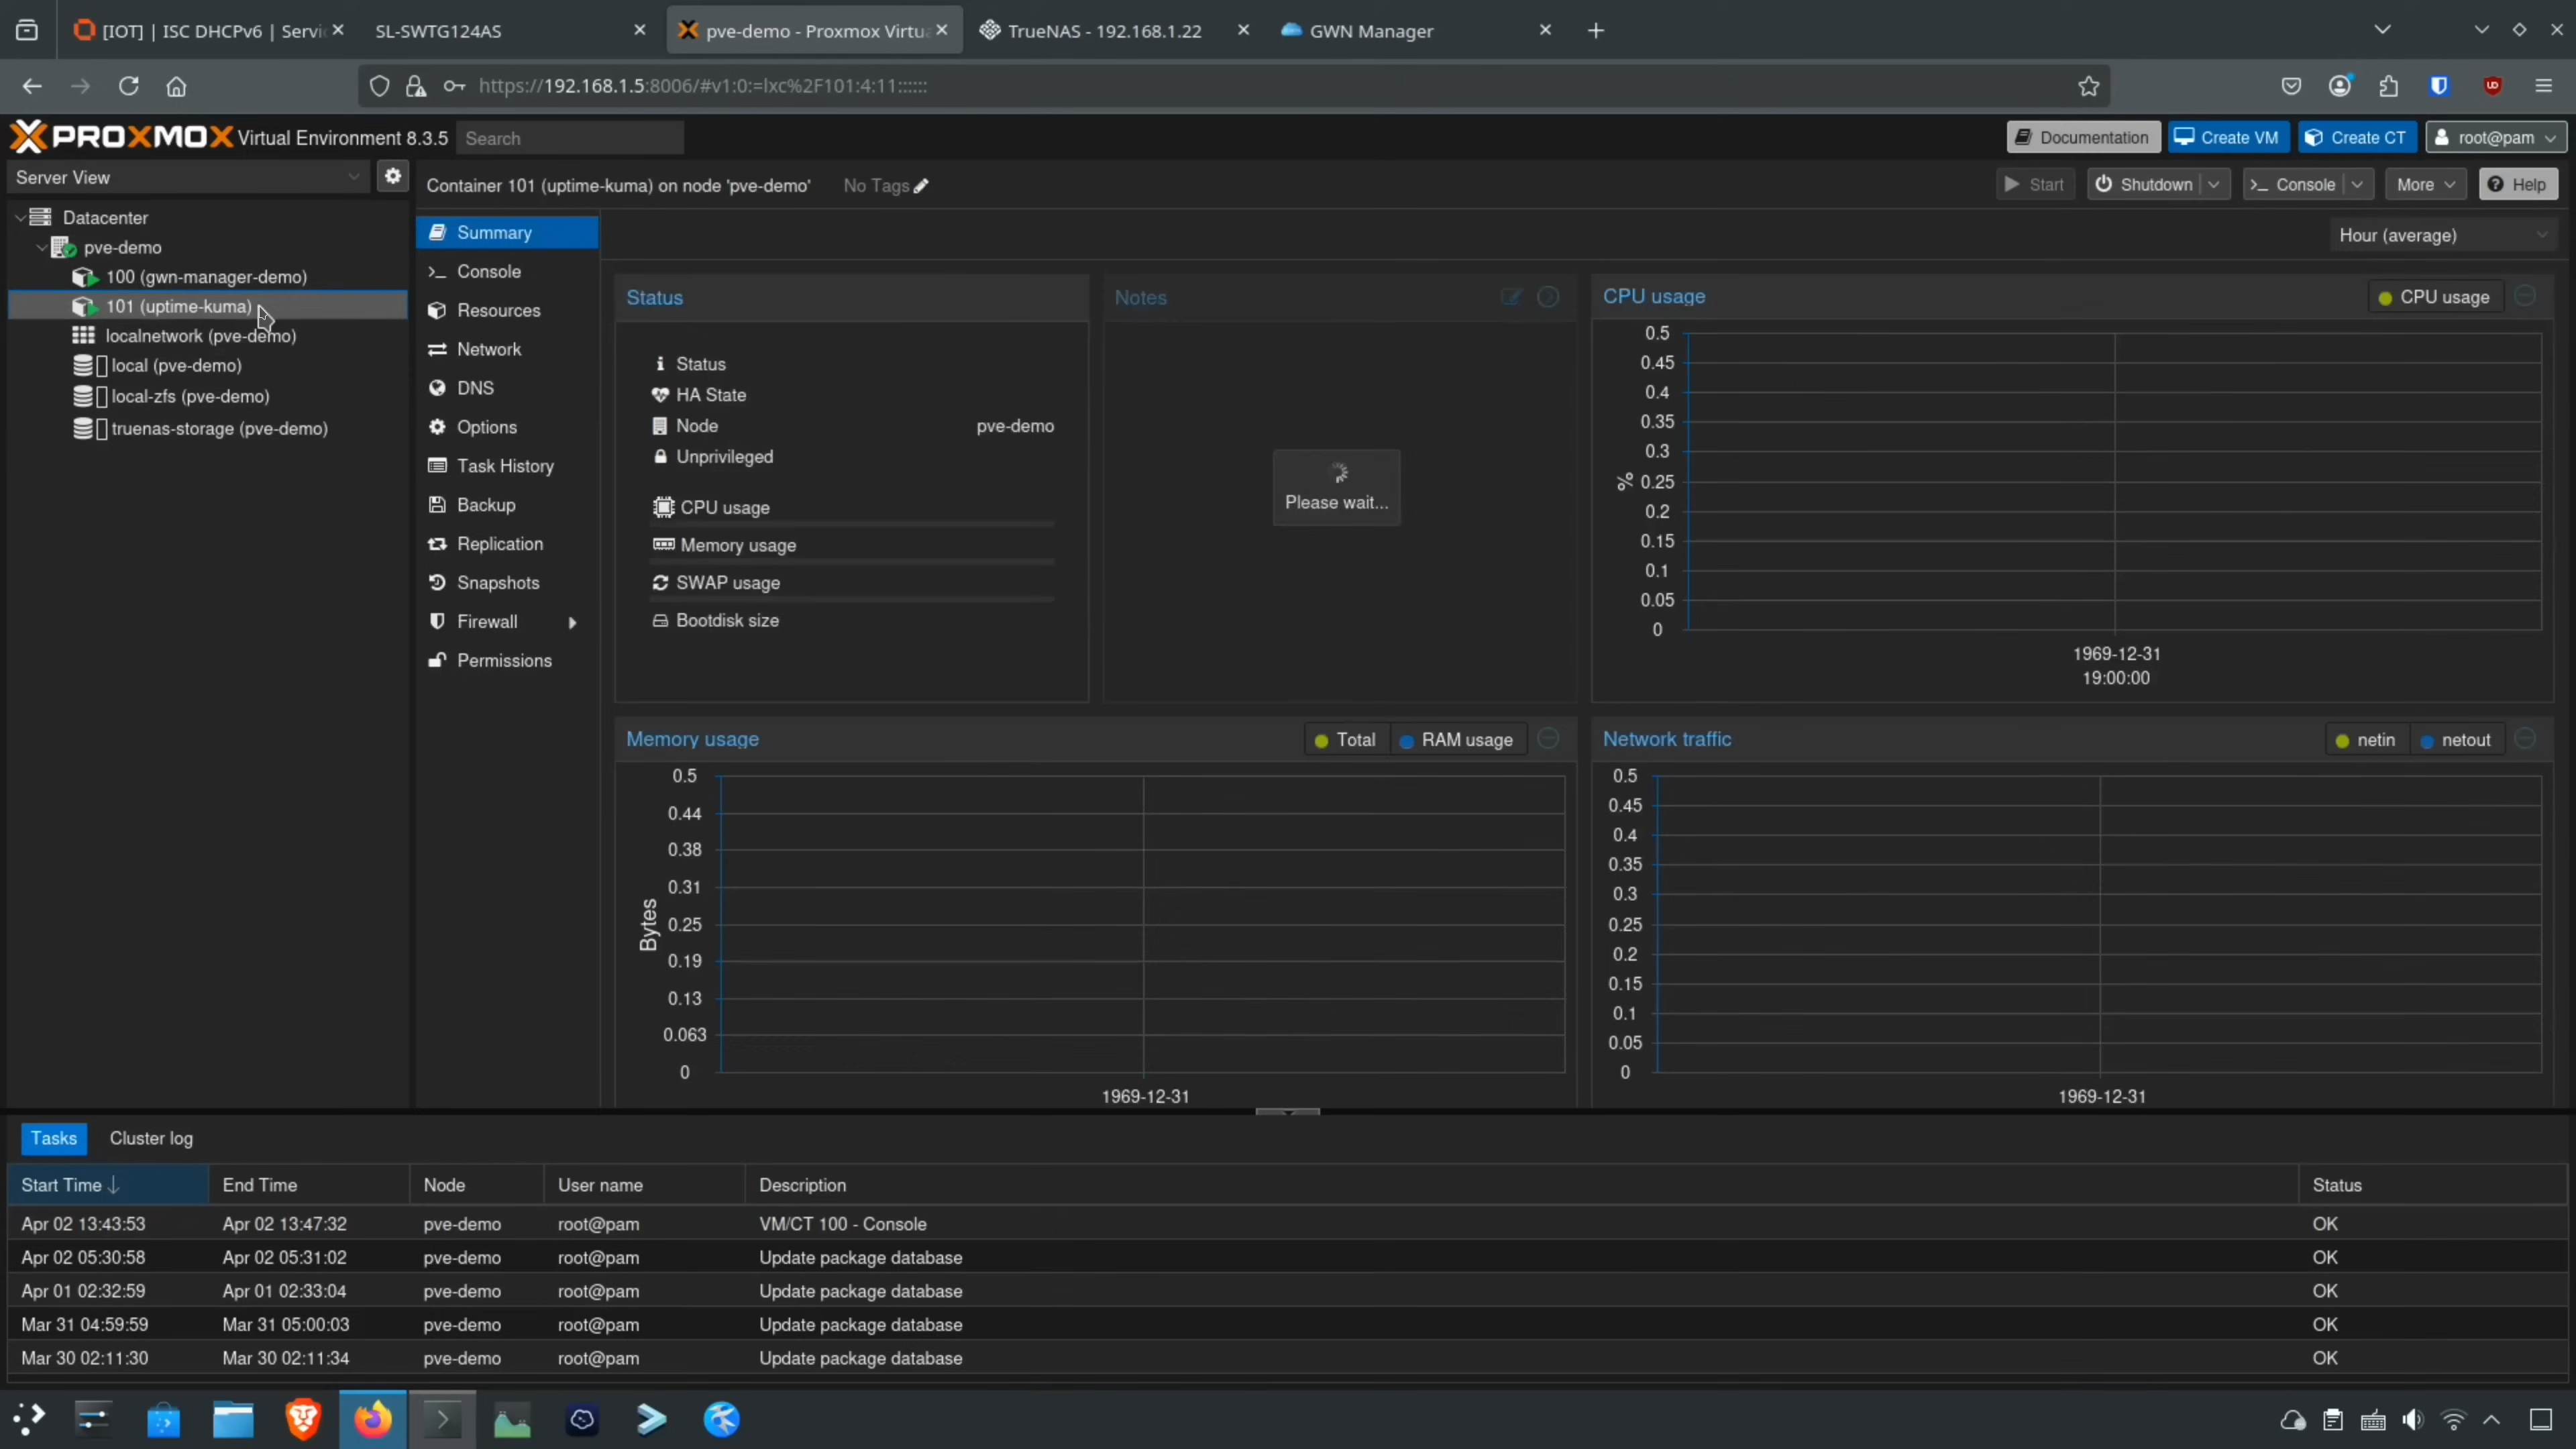 [IOT] | ISC DHCPv6 | Servi
SL-SWTG124AS
pve-demo - Proxmox Virtua
TrueNAS - 192.168.1.22
GWN Manager
https://192.168.1.5:8006/#v1:0:=lxc%2F101:4:11::::::
PROXMOX Virtual Environment 8.3.5
Search
Documentation
Create VM
Create CT
root@pam
Server View
Container 101 (uptime-kuma) on node 'pve-demo'
No Tags
Start
Shutdown
Console
More
Help
Datacenter
pve-demo
100 (gwn-manager-demo)
101 (uptime-kuma)
localnetwork (pve-demo)
local (pve-demo)
local-zfs (pve-demo)
truenas-storage (pve-demo)
Summary
Console
Resources
Network
DNS
Options
Task History
Backup
Replication
Snapshots
Firewall
Permissions
Hour (average)
Status
Status
HA State
Node pve-demo
Unprivileged
CPU usage
Memory usage
SWAP usage
Bootdisk size
Notes
Please wait...
CPU usage
CPU usage
0.5
0.45
0.4
0.35
0.3
0.25
0.2
0.15
0.1
0.05
0
%
1969-12-31
19:00:00
Memory usage
Total
RAM usage
0.5
0.44
0.38
0.31
0.25
0.19
0.13
0.063
0
Bytes
1969-12-31
Network traffic
netin
netout
0.5
0.45
0.4
0.35
0.3
0.25
0.2
0.15
0.1
0.05
0
1969-12-31
Tasks
Cluster log
Start Time End Time Node User name Description Status
Apr 02 13:43:53 Apr 02 13:47:32 pve-demo root@pam VM/CT 100 - Console OK
Apr 02 05:30:58 Apr 02 05:31:02 pve-demo root@pam Update package database OK
Apr 01 02:32:59 Apr 01 02:33:04 pve-demo root@pam Update package database OK
Mar 31 04:59:59 Mar 31 05:00:03 pve-demo root@pam Update package database OK
Mar 30 02:11:30 Mar 30 02:11:34 pve-demo root@pam Update package database OK